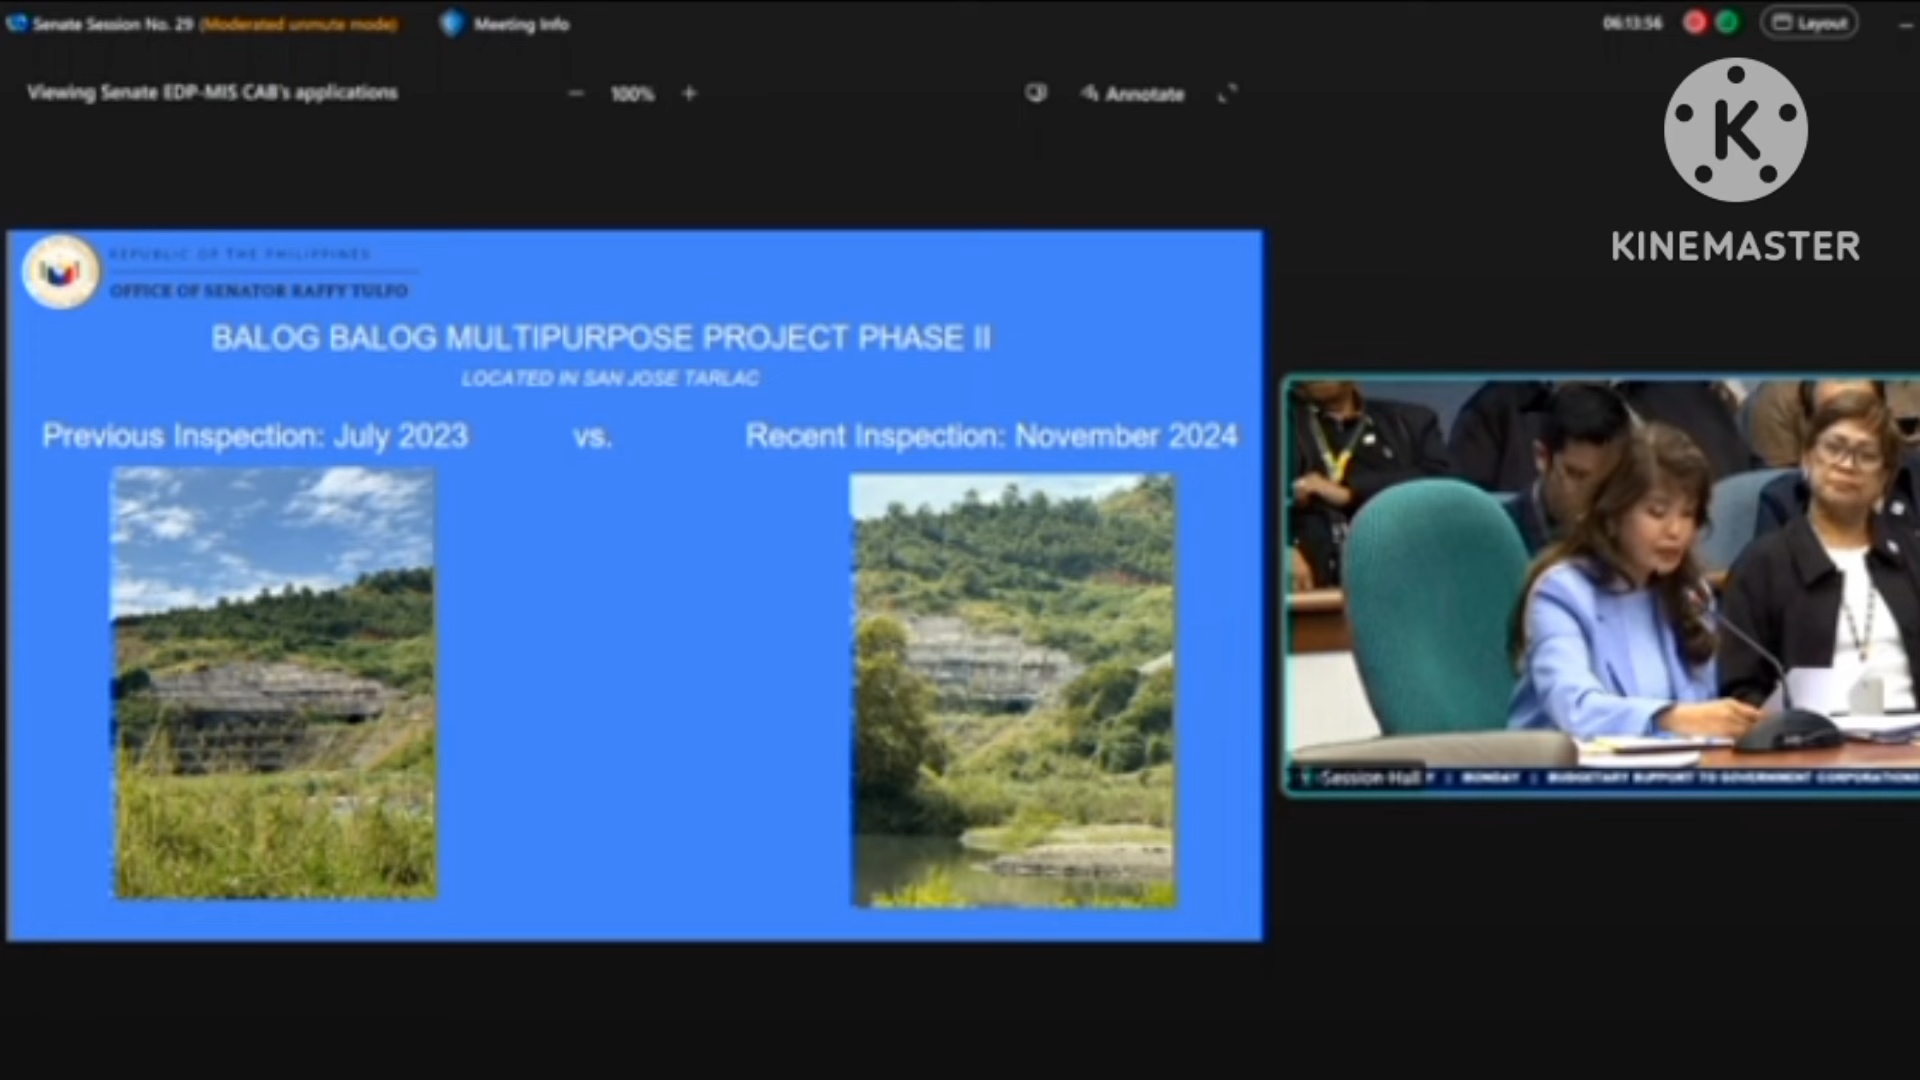 Senate Session No. 29 (Moderated unmute mode)
Meeting Info
06:13:56
Layout
Viewing Senate EDP-MIS CAB's applications
100%
Annotate
KINEMASTER
REPUBLIC OF THE PHILIPPINES
OFFICE OF SENATOR RAFFY TULFO
BALOG BALOG MULTIPURPOSE PROJECT PHASE II
LOCATED IN SAN JOSE TARLAC
Previous Inspection: July 2023
vs.
Recent Inspection: November 2024
Session Hall
MONDAY | BUDGETARY SUPPORT TO GOVERNMENT CORPORATIONS